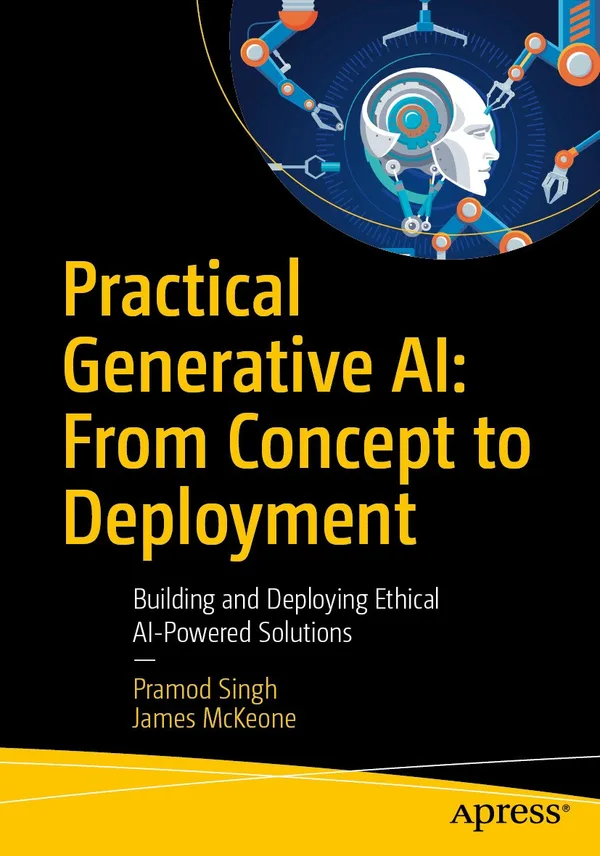 Practical
Generative AI:
From Concept to
Deployment
Building and Deploying Ethical
AI-Powered Solutions
—
Pramod Singh
James McKeone
Apress®